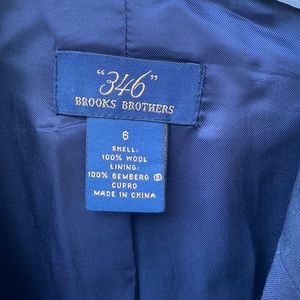 "346"
BROOKS BROTHERS
6
SHELL:
100% WOOL
LINING:
100% BEMBERG ®
CUPRO
MADE IN CHINA